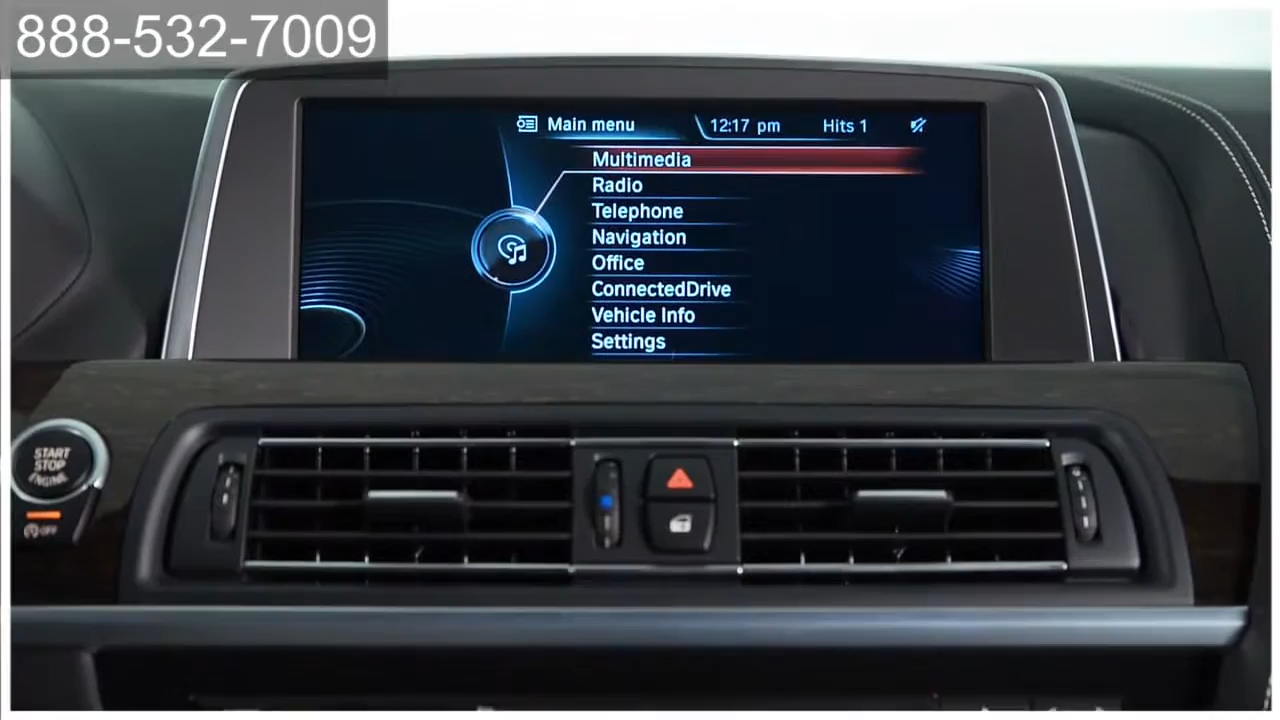 888-532-7009
Main menu 12:17 pm Hits 1
Multimedia
Radio
Telephone
Navigation
Office
ConnectedDrive
Vehicle Info
Settings
START
STOP
ENGINE
OFF